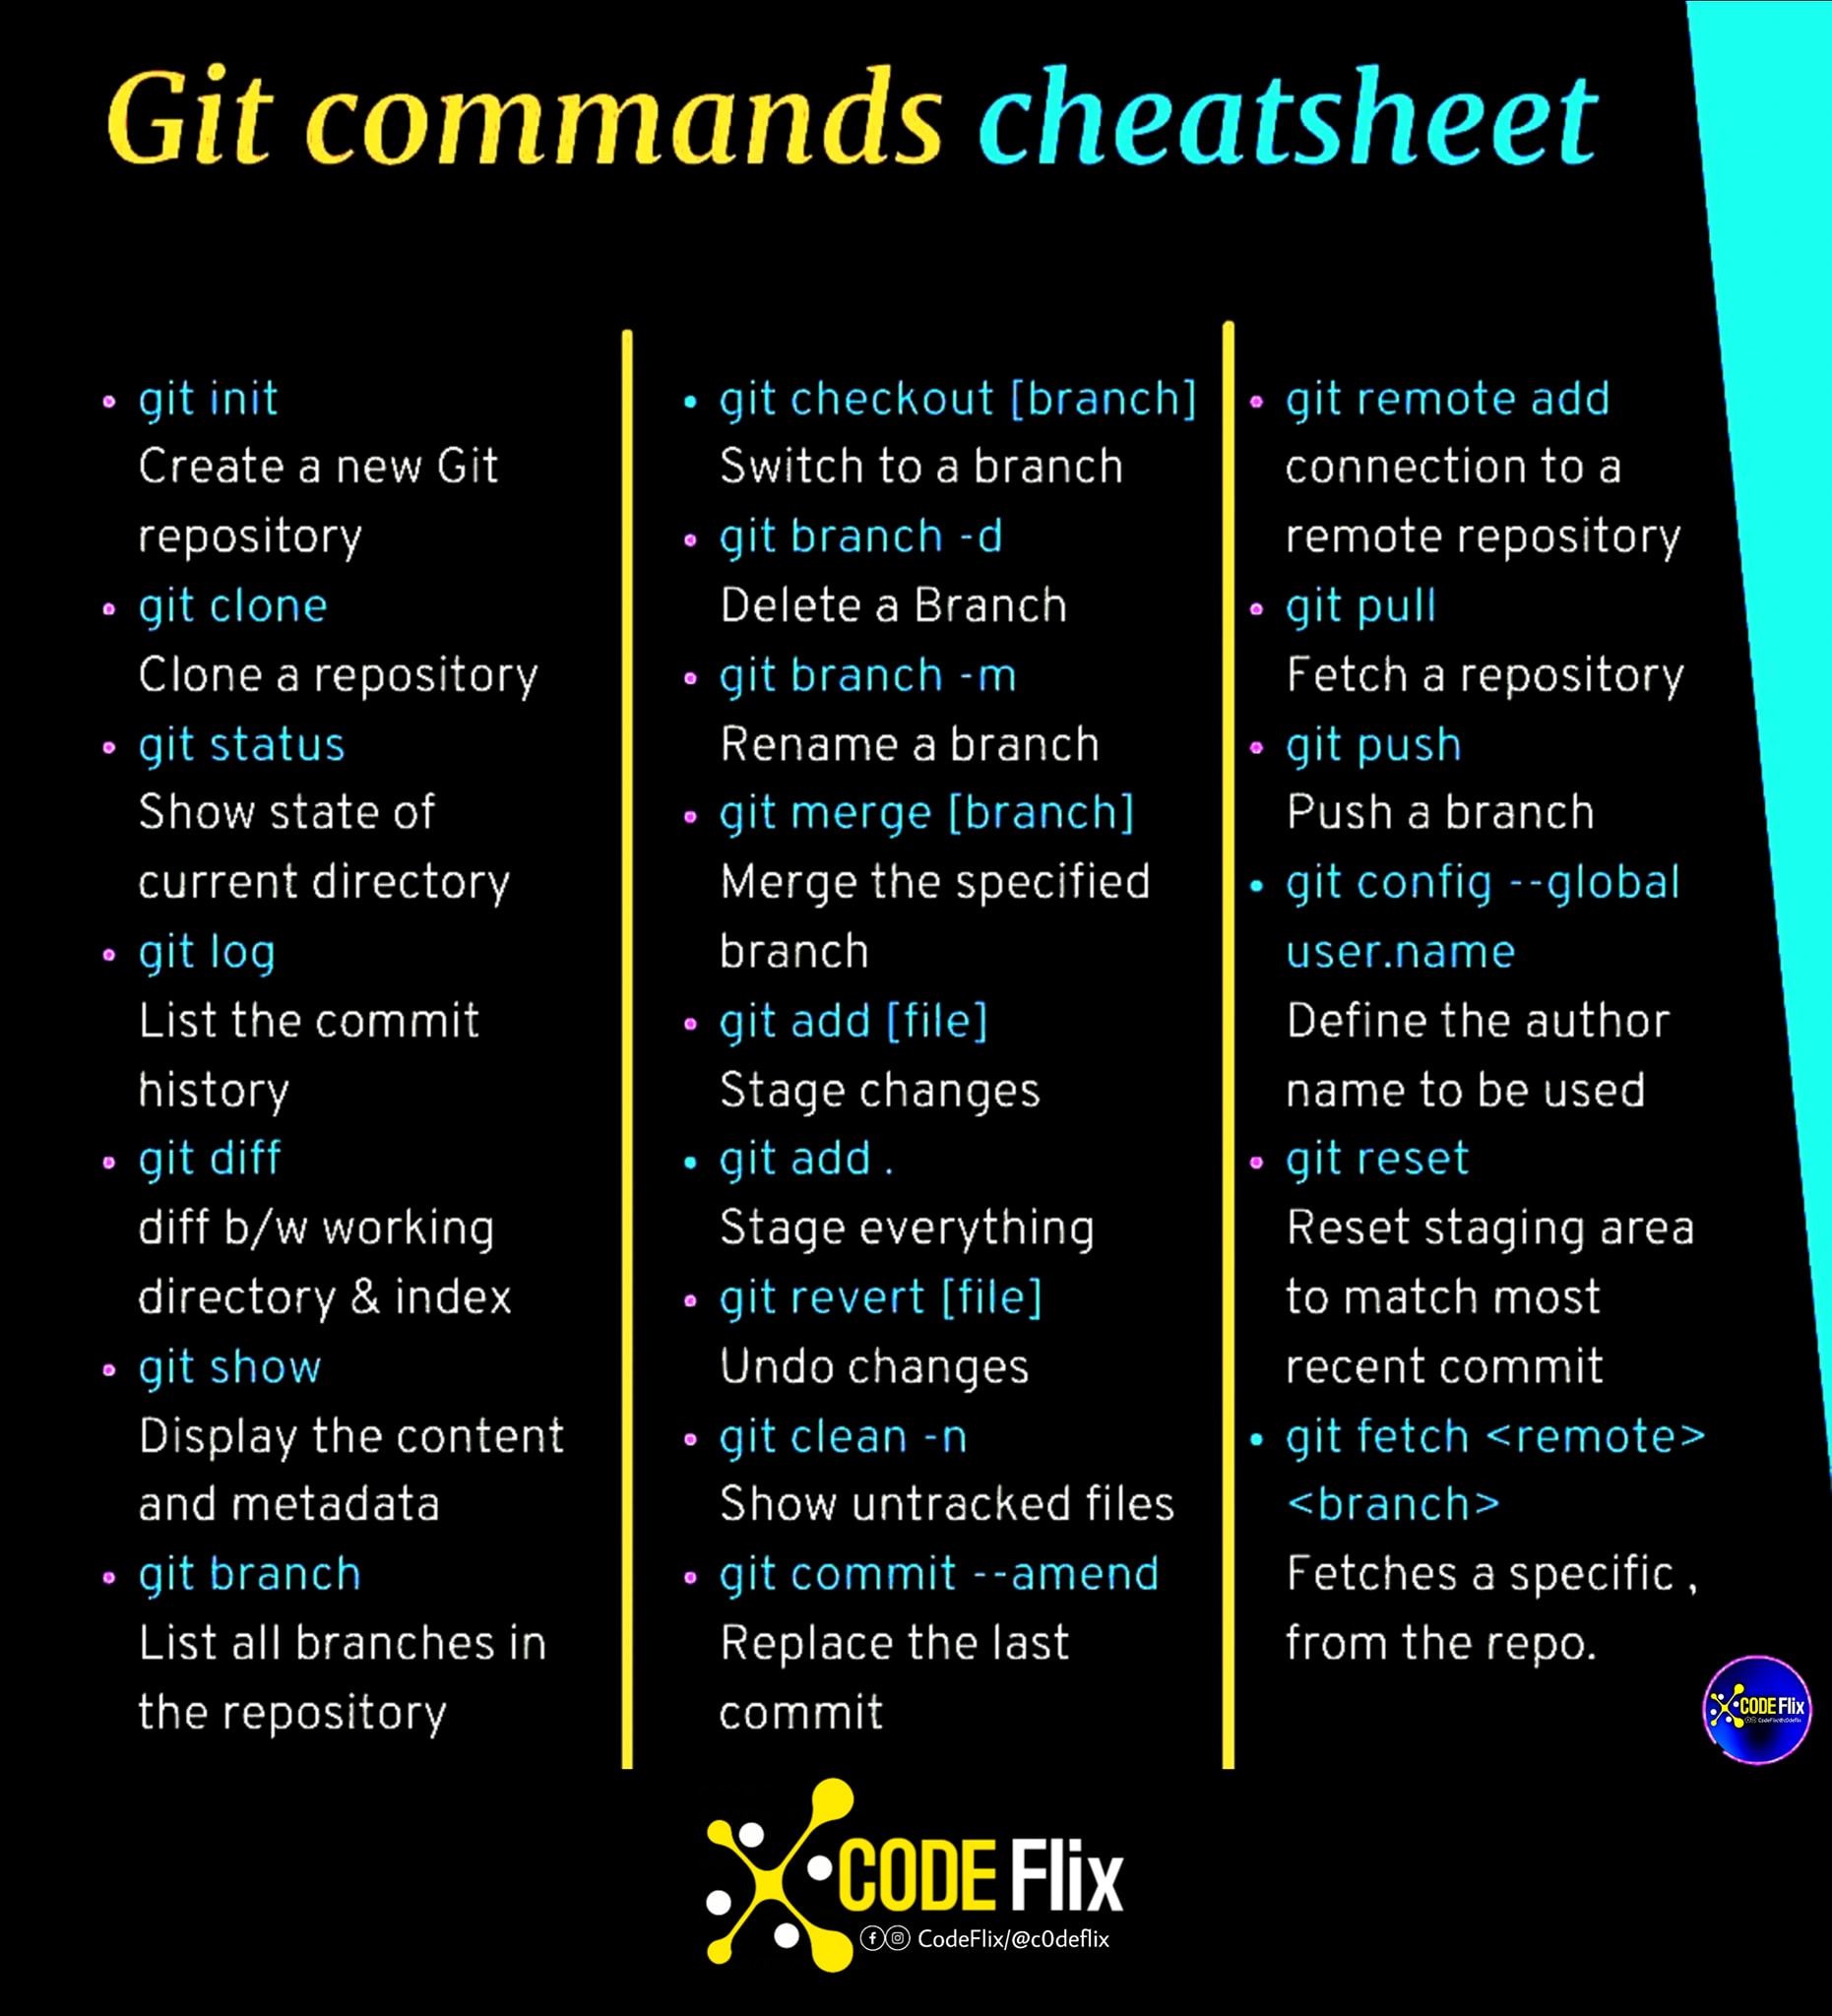 Git commands cheatsheet
git init
Create a new Git
repository
git clone
Clone a repository
git status
Show state of
current directory
git log
List the commit
history
git diff
diff b/w working
directory & index
git show
Display the content
and metadata
git branch
List all branches in
the repository
git checkout [branch]
Switch to a branch
git branch -d
Delete a Branch
git branch -m
Rename a branch
git merge [branch]
Merge the specified
branch
git add [file]
Stage changes
git add .
Stage everything
git revert [file]
Undo changes
git clean -n
Show untracked files
git commit --amend
Replace the last
commit
git remote add
connection to a
remote repository
git pull
Fetch a repository
git push
Push a branch
git config --global
user.name
Define the author
name to be used
git reset
Reset staging area
to match most
recent commit
git fetch <remote>
<branch>
Fetches a specific ,
from the repo.
CODE Flix
CODE Flix
CodeFlix/@c0deflix